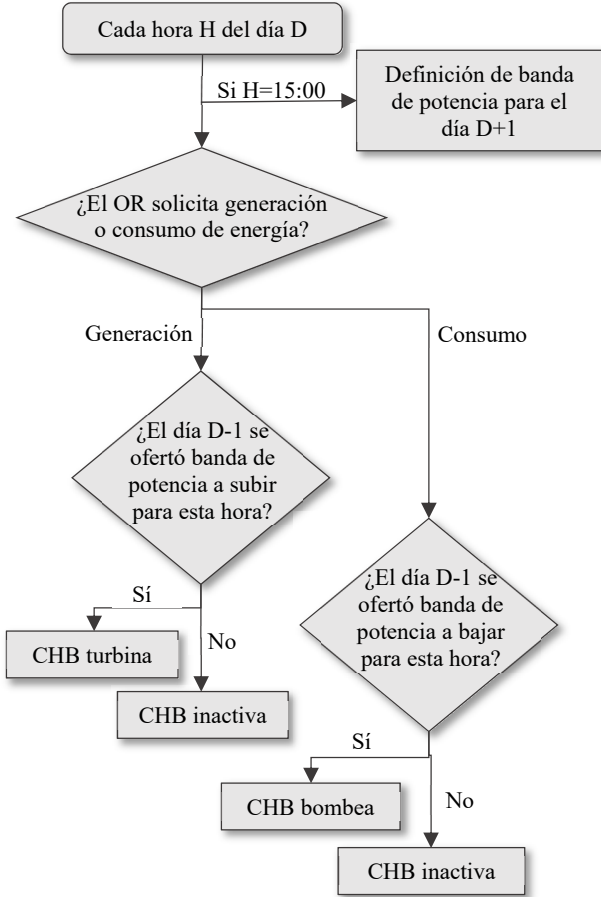 Cada hora H del día D
Si H=15:00
Definición de banda
de potencia para el
día D+1
¿El OR solicita generación
o consumo de energía?
Generación
Consumo
¿El día D-1 se
ofertó banda de
potencia a subir
para esta hora?
¿El día D-1 se
ofertó banda de
potencia a bajar
para esta hora?
Sí
No
CHB turbina
CHB inactiva
Sí
No
CHB bombea
CHB inactiva